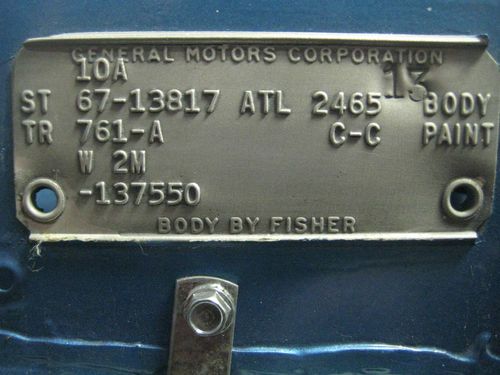 GENERAL MOTORS CORPORATION
10A
13
ST 67-13817 ATL 2465 BODY
TR 761-A C-C PAINT
W 2M
-137550
BODY BY FISHER